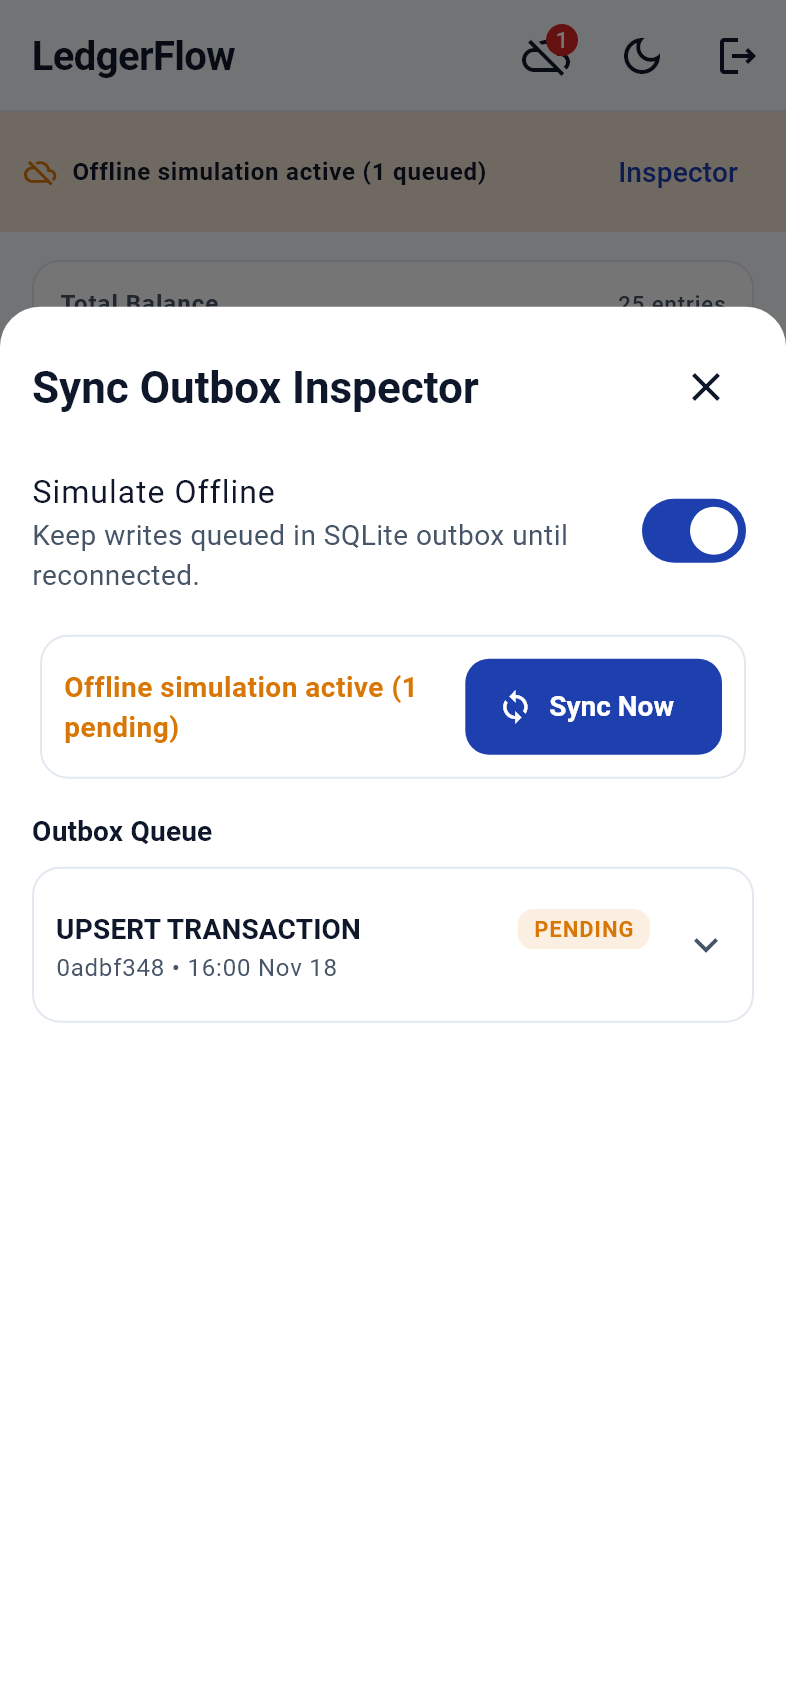 LedgerFlow
1
Offline simulation active (1 queued)
Inspector
Total Balance
25 entries
Sync Outbox Inspector
Simulate Offline
Keep writes queued in SQLite outbox until
reconnected.
Offline simulation active (1
pending)
Sync Now
Outbox Queue
UPSERT TRANSACTION
PENDING
0adbf348 • 16:00 Nov 18